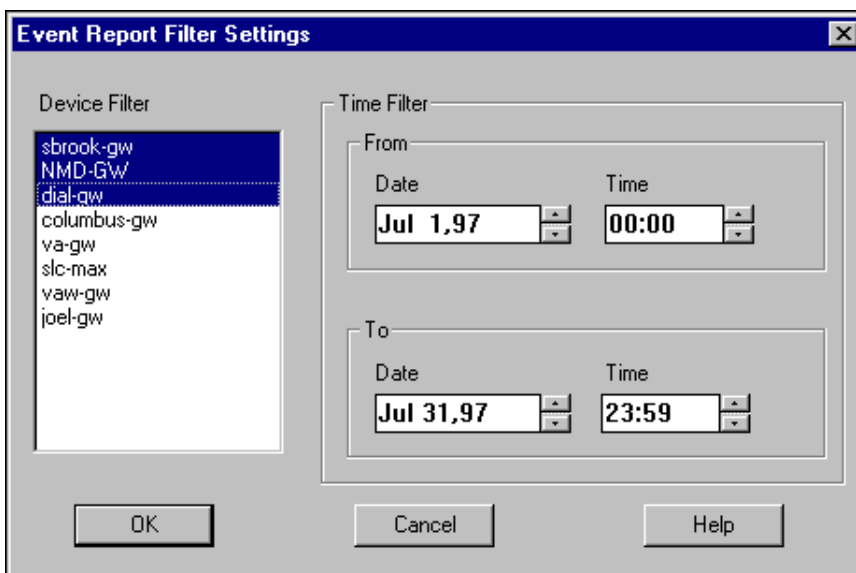 Event Report Filter Settings
Device Filter
sbrook-gw
NMD-GW
dial-gw
columbus-gw
va-gw
slc-max
vaw-gw
joel-gw
Time Filter
From
Date
Time
Jul 1,97
00:00
To
Date
Time
Jul 31,97
23:59
OK
Cancel
Help